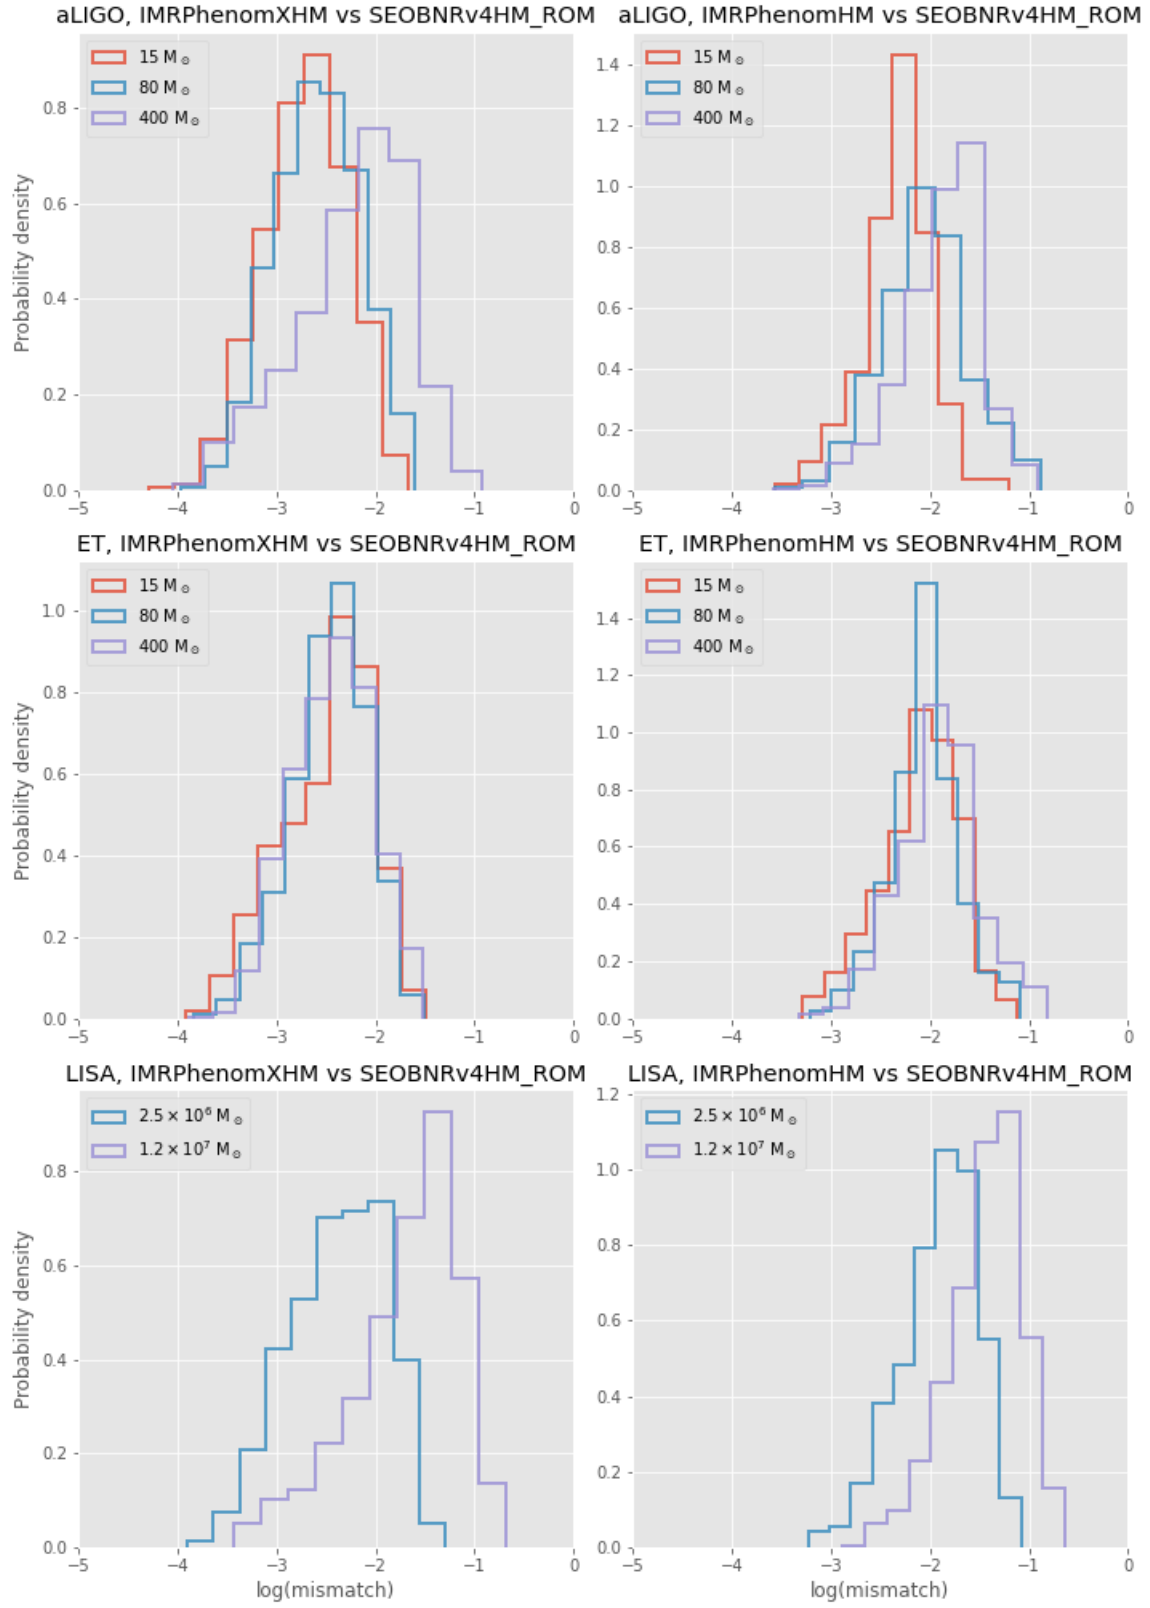 aLIGO, IMRPhenomXHM vs SEOBNRv4HM_ROM
15 M⊙
80 M⊙
400 M⊙
Probability density
0.8
0.6
0.4
0.2
0.0
−5 −4 −3 −2 −1 0
aLIGO, IMRPhenomHM vs SEOBNRv4HM_ROM
15 M⊙
80 M⊙
400 M⊙
1.4
1.2
1.0
0.8
0.6
0.4
0.2
0.0
−5 −4 −3 −2 −1 0
ET, IMRPhenomXHM vs SEOBNRv4HM_ROM
15 M⊙
80 M⊙
400 M⊙
Probability density
1.0
0.8
0.6
0.4
0.2
0.0
−5 −4 −3 −2 −1 0
ET, IMRPhenomHM vs SEOBNRv4HM_ROM
15 M⊙
80 M⊙
400 M⊙
1.4
1.2
1.0
0.8
0.6
0.4
0.2
0.0
−5 −4 −3 −2 −1 0
LISA, IMRPhenomXHM vs SEOBNRv4HM_ROM
2.5 × 10⁶ M⊙
1.2 × 10⁷ M⊙
Probability density
0.8
0.6
0.4
0.2
0.0
−5 −4 −3 −2 −1 0
log(mismatch)
LISA, IMRPhenomHM vs SEOBNRv4HM_ROM
2.5 × 10⁶ M⊙
1.2 × 10⁷ M⊙
1.2
1.0
0.8
0.6
0.4
0.2
0.0
−5 −4 −3 −2 −1 0
log(mismatch)